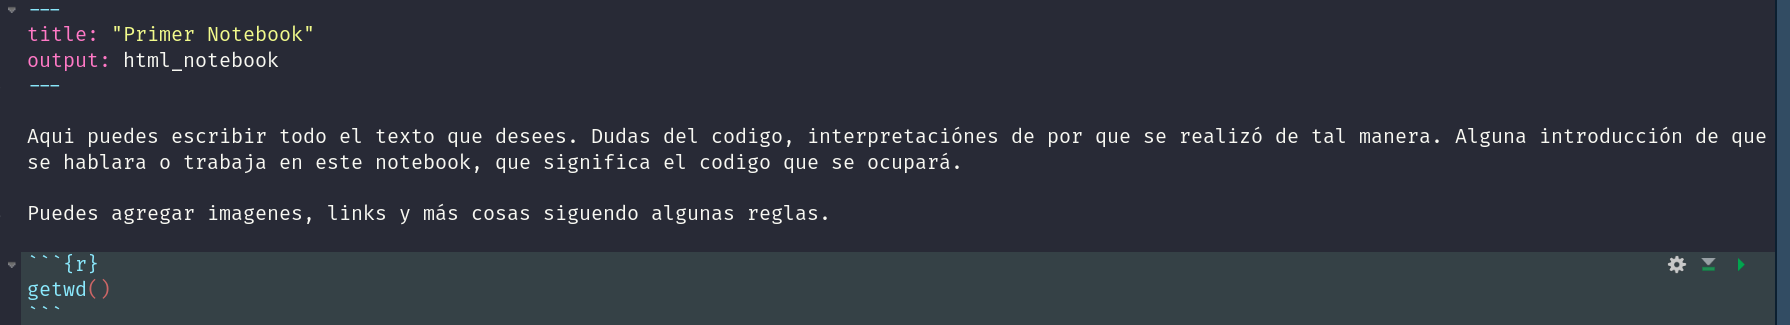 ---
title: "Primer Notebook"
output: html_notebook
---
Aqui puedes escribir todo el texto que desees. Dudas del codigo, interpretaciónes de por que se realizó de tal manera. Alguna introducción de que
se hablara o trabaja en este notebook, que significa el codigo que se ocupará.
Puedes agregar imagenes, links y más cosas siguendo algunas reglas.
```{r}
getwd()
```